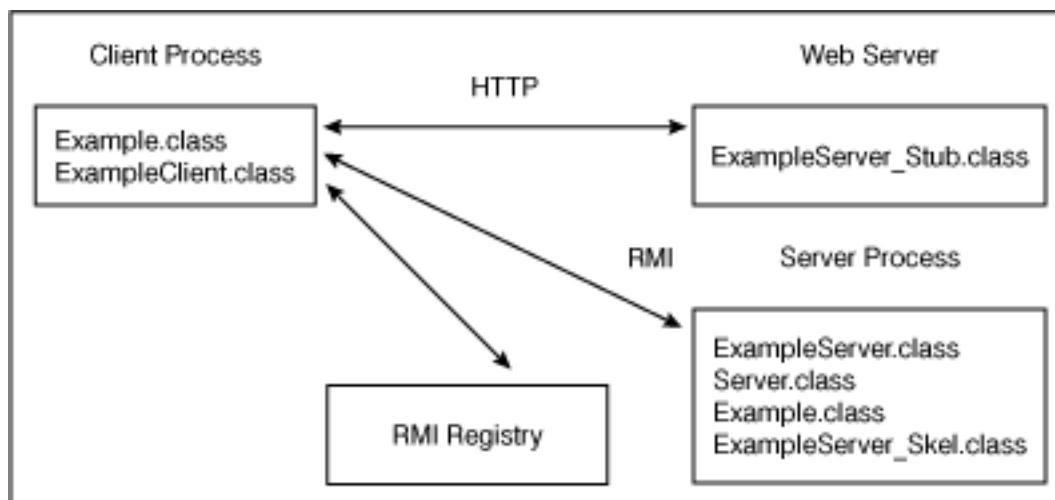 Client Process
Web Server
HTTP
Example.class
ExampleClient.class
ExampleServer_Stub.class
RMI
Server Process
ExampleServer.class
Server.class
Example.class
ExampleServer_Skel.class
RMI Registry